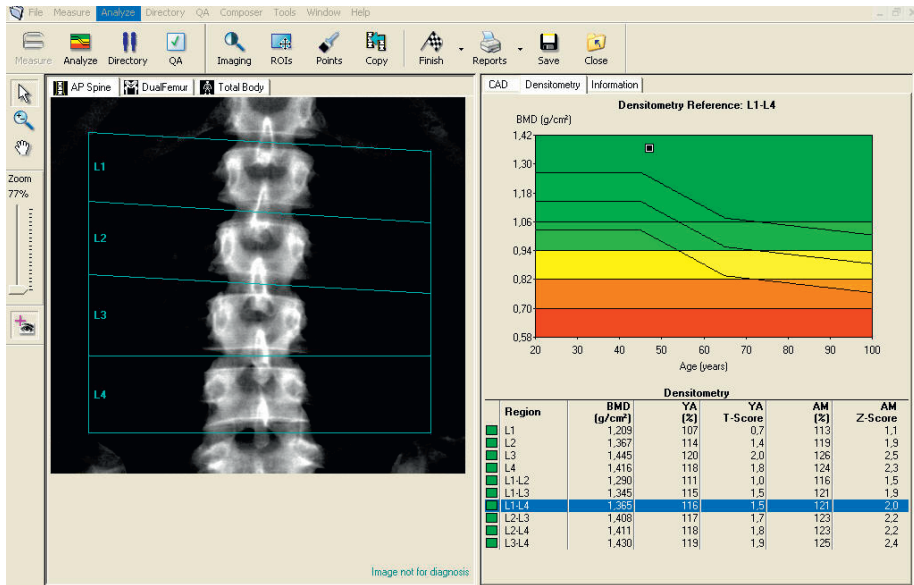 File Measure Analyze Directory QA Composer Tools Window Help
Measure Analyze Directory QA Imaging ROIs Points Copy Finish Reports Save Close
AP Spine DualFemur Total Body
CAD Densitometry Information
Zoom
77%
L1
L2
L3
L4
Image not for diagnosis
Densitometry Reference: L1-L4
BMD (g/cm²)
1,42
1,30
1,18
1,06
0,94
0,82
0,70
0,58
20 30 40 50 60 70 80 90 100
Age (years)
Densitometry
Region BMD (g/cm²) YA (%) YA T-Score AM (%) AM Z-Score
L1 1,209 107 0,7 113 1,1
L2 1,367 114 1,4 119 1,9
L3 1,445 120 2,0 126 2,5
L4 1,416 118 1,8 124 2,3
L1-L2 1,290 111 1,0 116 1,5
L1-L3 1,345 115 1,5 121 1,9
L1-L4 1,365 116 1,5 121 2,0
L2-L3 1,408 117 1,7 123 2,2
L2-L4 1,411 118 1,8 123 2,2
L3-L4 1,430 119 1,9 125 2,4